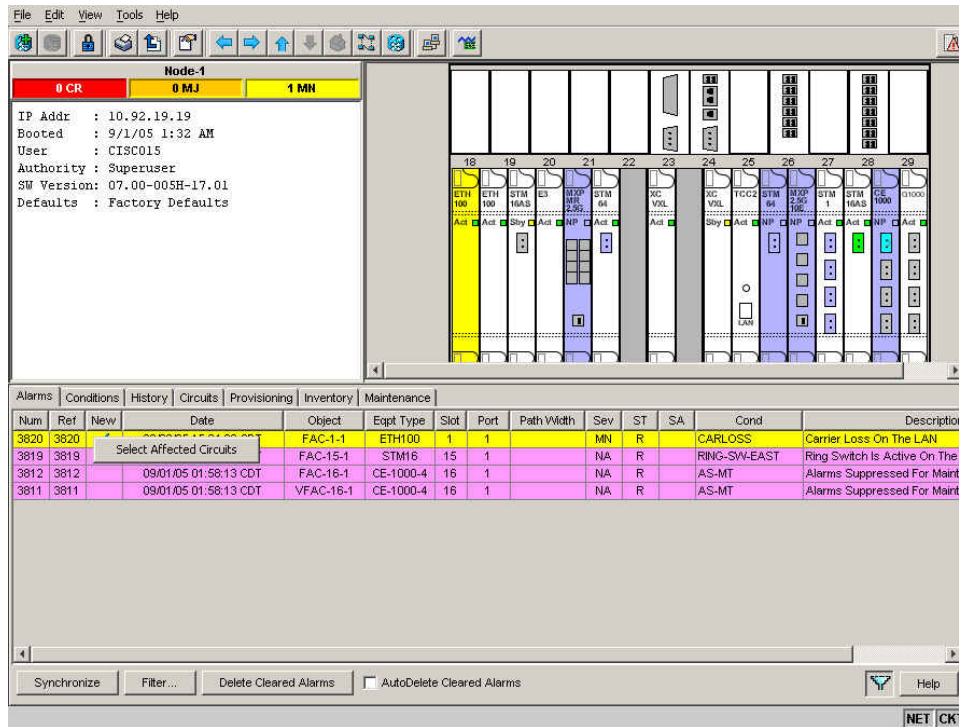 File Edit View Tools Help
Node-1
0 CR 0 MJ 1 MN
IP Addr : 10.92.19.19
Booted : 9/1/05 1:32 AM
User : CISCO15
Authority : Superuser
SW Version: 07.00-005H-17.01
Defaults : Factory Defaults
18 19 20 21 22 23 24 25 26 27 28 29
ETH 100
ETH 100
STM 16AS
E3
MXP MR 2.5G
STM 64
XC VXL
XC VXL
TCC2
STM 64
MXP 2.5G 10E
STM 1
STM 16AS
CE 1000
Act Act Sby Act NP Act Act Sby Act NP NP Act Act NP Act
LAN
Alarms Conditions History Circuits Provisioning Inventory Maintenance
Num Ref New Date Object Eqpt Type Slot Port Path Width Sev ST SA Cond Description
3820 3820 FAC-1-1 ETH100 1 1 MN R CARLOSS Carrier Loss On The LAN
Select Affected Circuits
3819 3819 FAC-15-1 STM16 15 1 NA R RING-SW-EAST Ring Switch Is Active On The
3812 3812 09/01/05 01:58:13 CDT FAC-16-1 CE-1000-4 16 1 NA R AS-MT Alarms Suppressed For Maint
3811 3811 09/01/05 01:58:13 CDT VFAC-16-1 CE-1000-4 16 1 NA R AS-MT Alarms Suppressed For Maint
Synchronize Filter... Delete Cleared Alarms AutoDelete Cleared Alarms Help
NET CKT